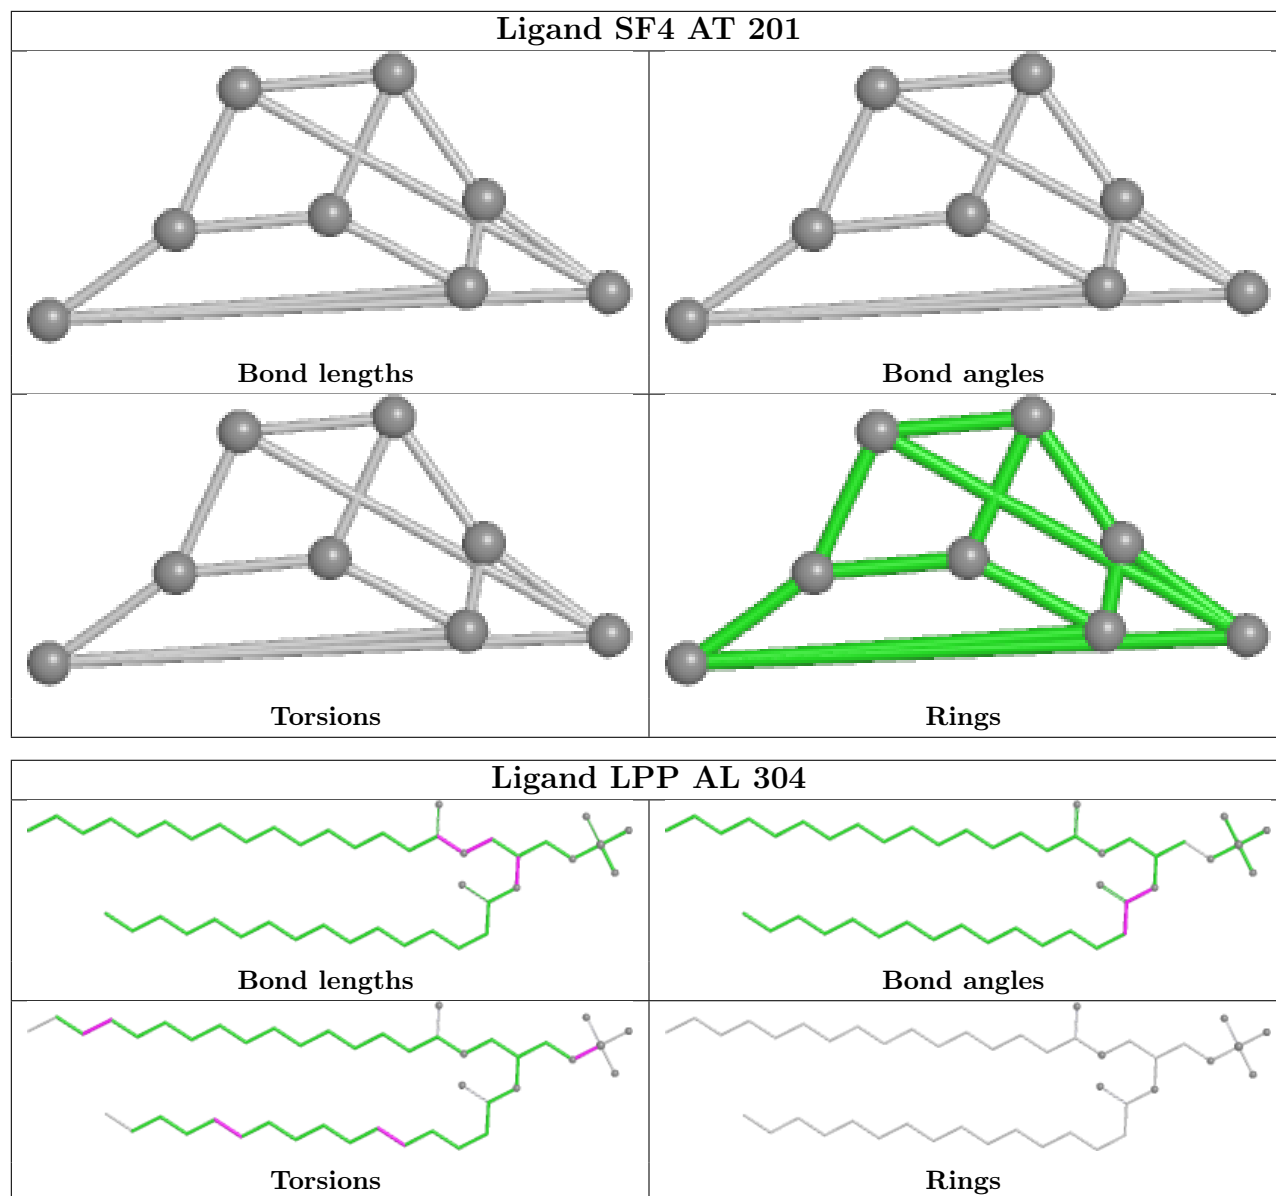 Ligand SF4 AT 201
Bond lengths
Bond angles
Torsions
Rings
Ligand LPP AL 304
Bond lengths
Bond angles
Torsions
Rings